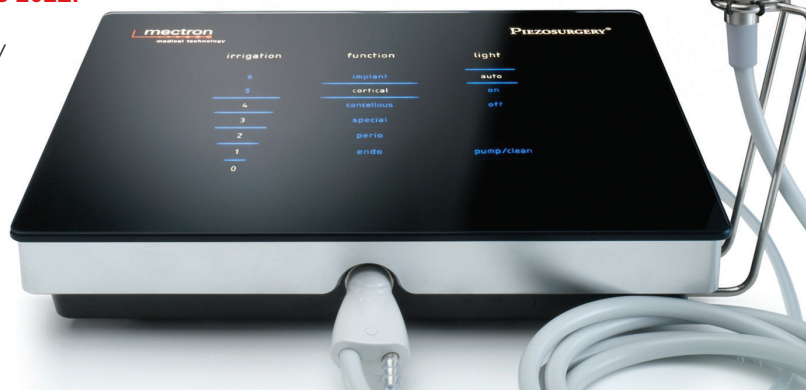 2022.
/
mectron
medical technology
PIEZOSURGERY®
irrigation function light
6 implant auto
5 cortical on
4 cancellous off
3 special
2 perio
1 endo pump/clean
0